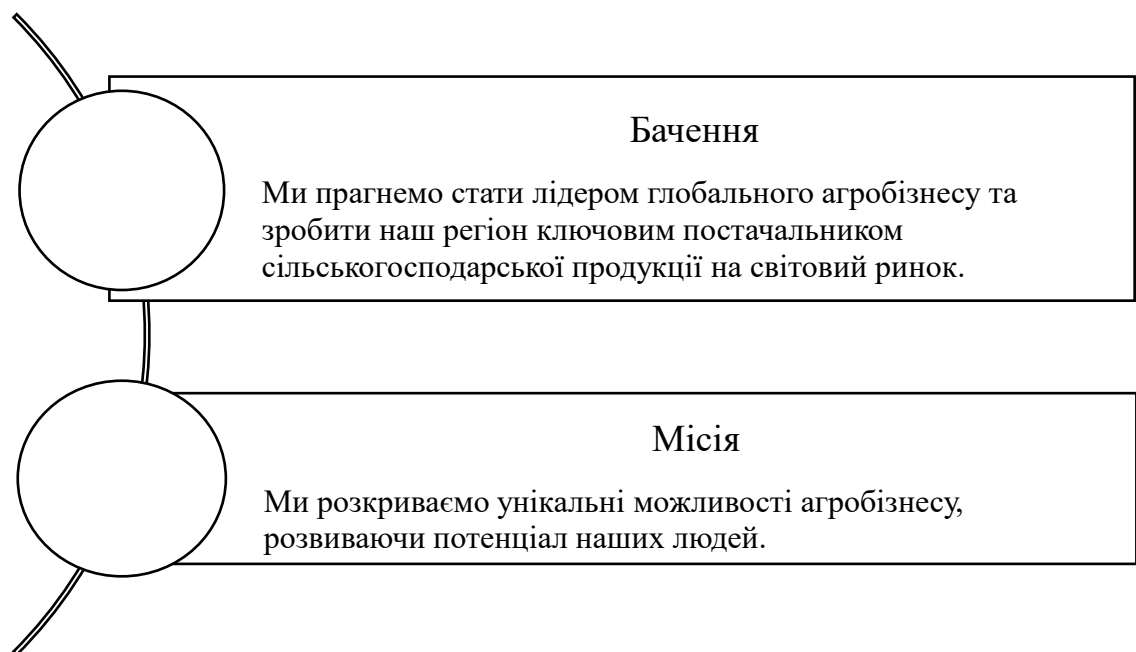 Бачення
Ми прагнемо стати лідером глобального агробізнесу та
зробити наш регіон ключовим постачальником
сільськогосподарської продукції на світовий ринок.
Місія
Ми розкриваємо унікальні можливості агробізнесу,
розвиваючи потенціал наших людей.